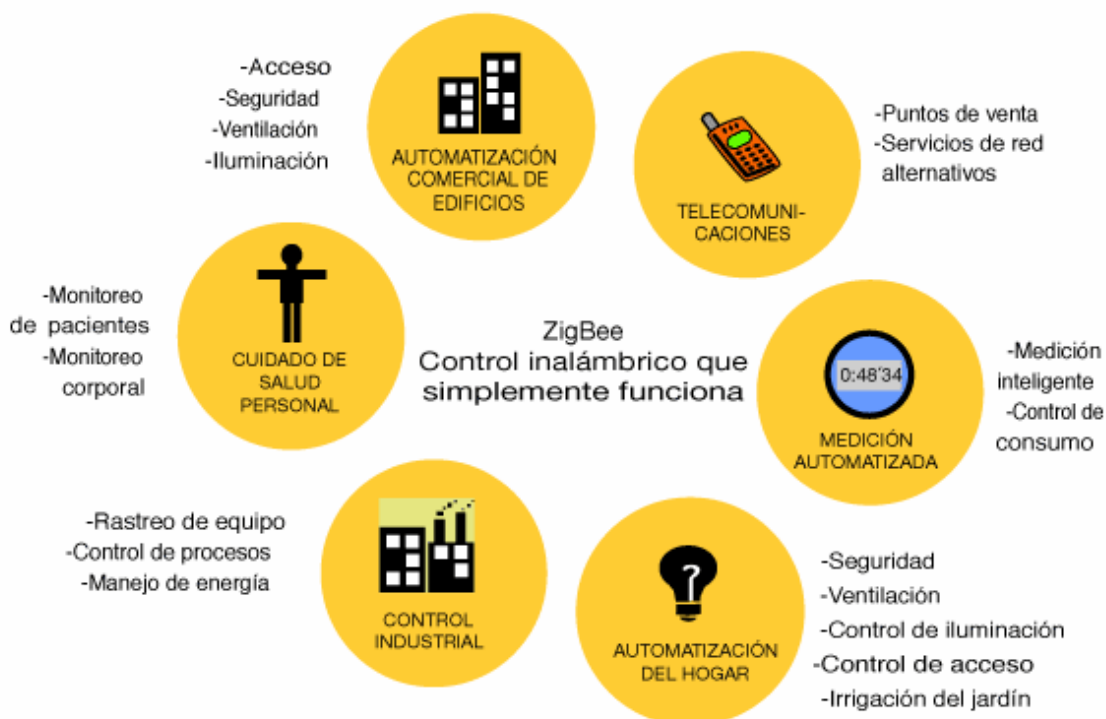 -Acceso
-Seguridad
-Ventilación
-Iluminación
AUTOMATIZACIÓN
COMERCIAL DE
EDIFICIOS
TELECOMUNI-
CACIONES
-Puntos de venta
-Servicios de red
alternativos
-Monitoreo
de pacientes
-Monitoreo
corporal
CUIDADO DE
SALUD
PERSONAL
ZigBee
Control inalámbrico que
simplemente funciona
0:48'34
MEDICIÓN
AUTOMATIZADA
-Medición
inteligente
-Control de
consumo
-Rastreo de equipo
-Control de procesos
-Manejo de energía
CONTROL
INDUSTRIAL
?
AUTOMATIZACIÓN
DEL HOGAR
-Seguridad
-Ventilación
-Control de iluminación
-Control de acceso
-Irrigación del jardín